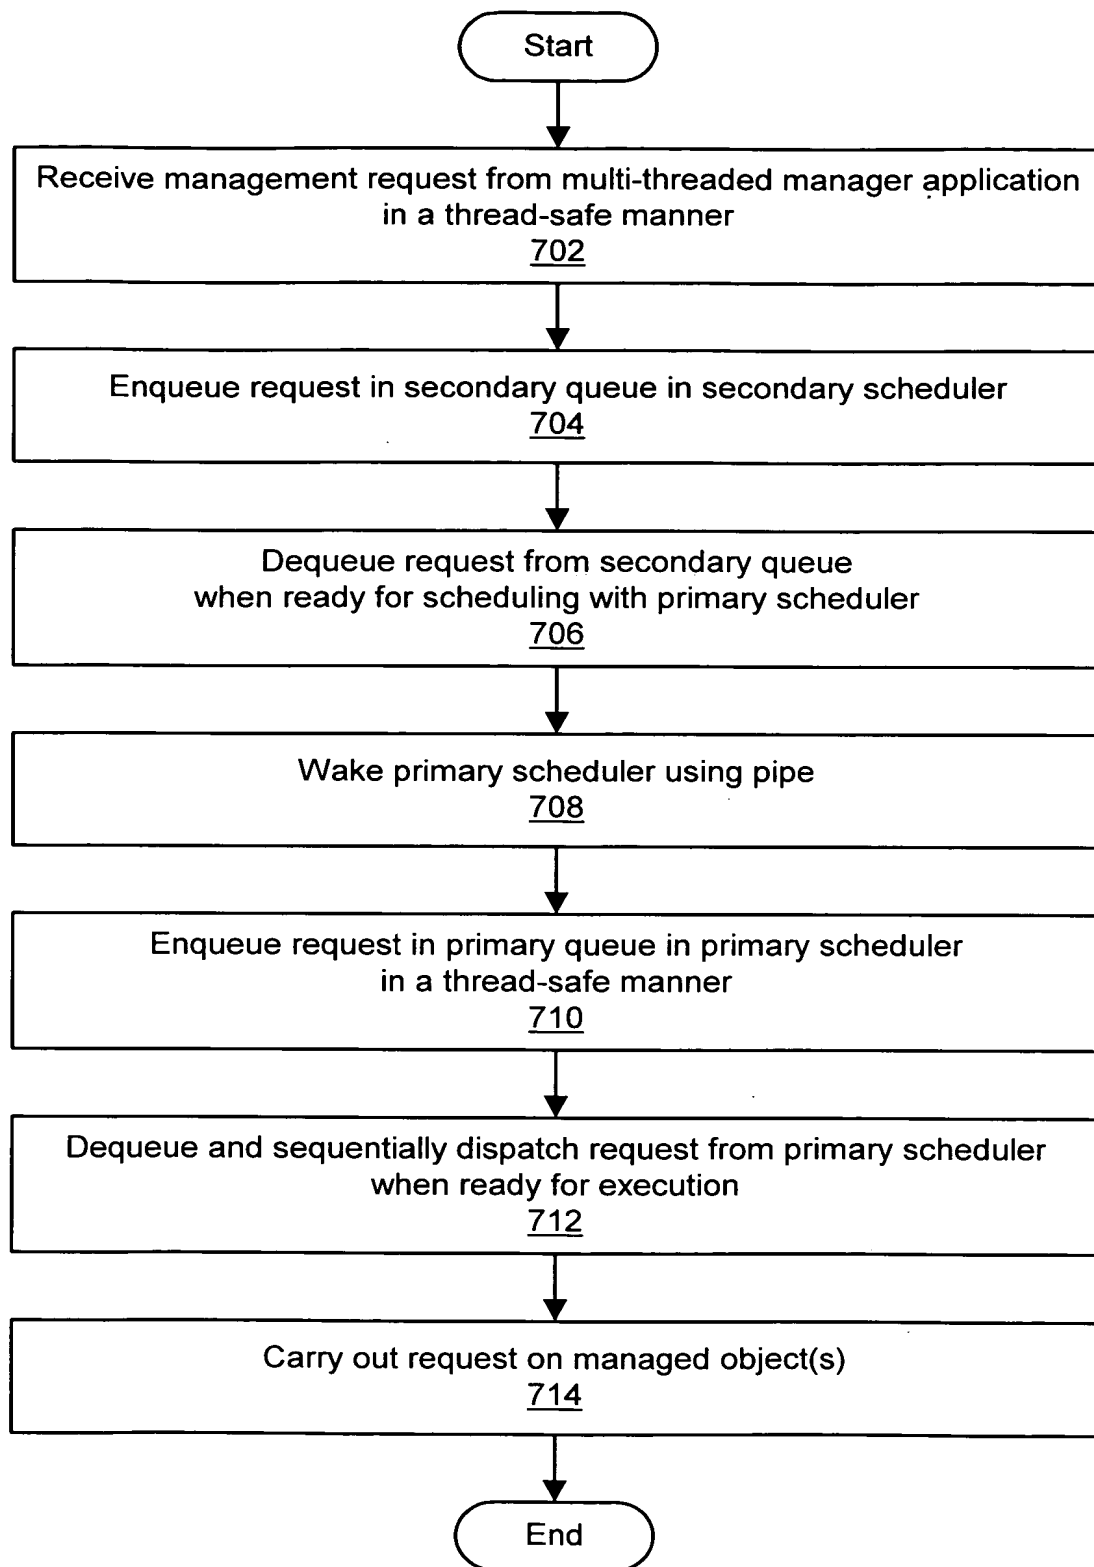 Start
Receive management request from multi-threaded manager application
in a thread-safe manner
702
Enqueue request in secondary queue in secondary scheduler
704
Dequeue request from secondary queue
when ready for scheduling with primary scheduler
706
Wake primary scheduler using pipe
708
Enqueue request in primary queue in primary scheduler
in a thread-safe manner
710
Dequeue and sequentially dispatch request from primary scheduler
when ready for execution
712
Carry out request on managed object(s)
714
End